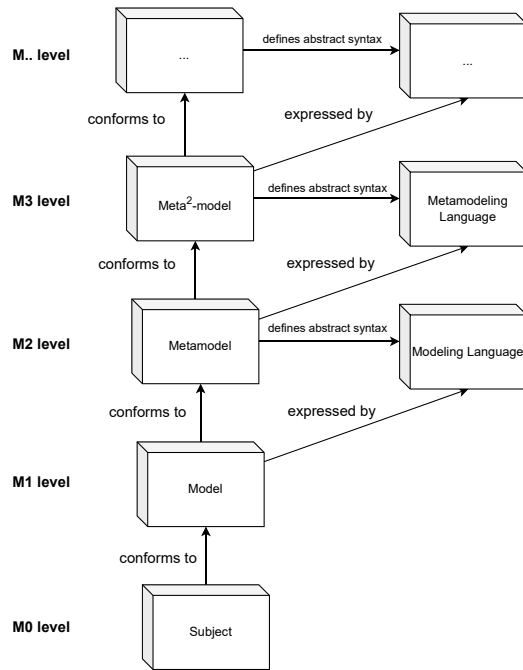 M.. level
...
defines abstract syntax
...
conforms to
expressed by
M3 level
Meta²-model
defines abstract syntax
Metamodeling
Language
conforms to
expressed by
M2 level
Metamodel
defines abstract syntax
Modeling Language
conforms to
expressed by
M1 level
Model
conforms to
M0 level
Subject